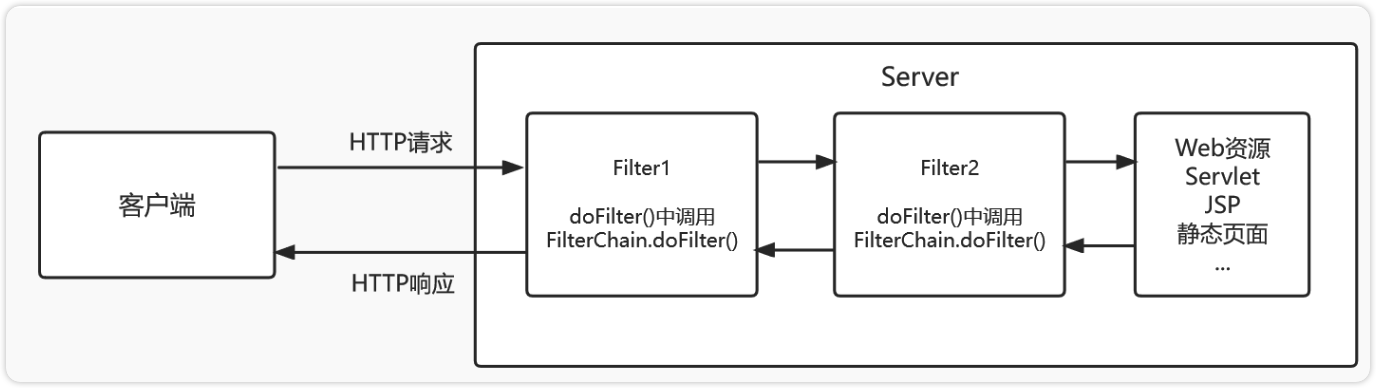 Server
客户端
HTTP请求
HTTP响应
Filter1
doFilter()中调用
FilterChain.doFilter()
Filter2
doFilter()中调用
FilterChain.doFilter()
Web资源
Servlet
JSP
静态页面
...